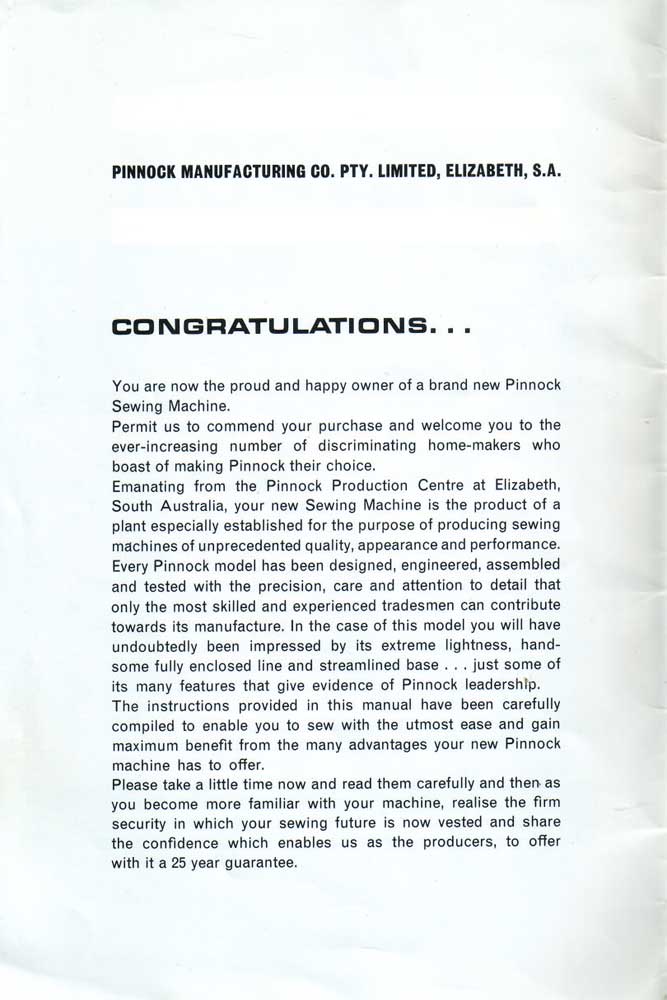 PINNOCK MANUFACTURING CO. PTY. LIMITED, ELIZABETH, S.A.
CONGRATULATIONS. . .
You are now the proud and happy owner of a brand new Pinnock
Sewing Machine.
Permit us to commend your purchase and welcome you to the
ever-increasing number of discriminating home-makers who
boast of making Pinnock their choice.
Emanating from the Pinnock Production Centre at Elizabeth,
South Australia, your new Sewing Machine is the product of a
plant especially established for the purpose of producing sewing
machines of unprecedented quality, appearance and performance.
Every Pinnock model has been designed, engineered, assembled
and tested with the precision, care and attention to detail that
only the most skilled and experienced tradesmen can contribute
towards its manufacture. In the case of this model you will have
undoubtedly been impressed by its extreme lightness, hand-
some fully enclosed line and streamlined base . . . just some of
its many features that give evidence of Pinnock leadership.
The instructions provided in this manual have been carefully
compiled to enable you to sew with the utmost ease and gain
maximum benefit from the many advantages your new Pinnock
machine has to offer.
Please take a little time now and read them carefully and then as
you become more familiar with your machine, realise the firm
security in which your sewing future is now vested and share
the confidence which enables us as the producers, to offer
with it a 25 year guarantee.